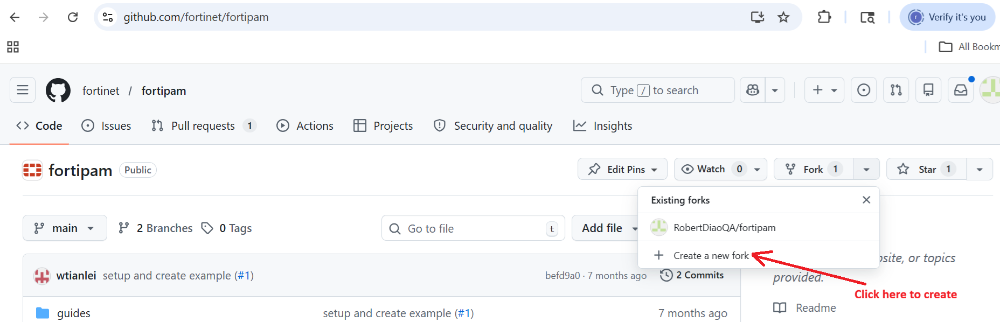 github.com/fortinet/fortipam
Verify it's you
All Bookm
fortinet / fortipam
Type / to search
Code
Issues
Pull requests 1
Actions
Projects
Security and quality
Insights
fortipam Public
Edit Pins
Watch 0
Fork 1
Star 1
Existing forks
RobertDiaoQA/fortipam
Create a new fork
main
2 Branches
0 Tags
Go to file t
Add file
site, or topics
provided.
Click here to create
Readme
wtianlei setup and create example (#1)
befd9a0 · 7 months ago
2 Commits
guides
setup and create example (#1)
7 months ago